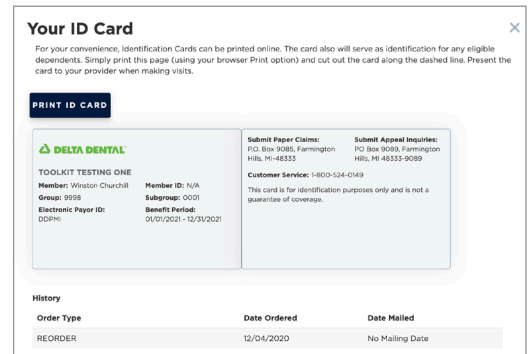 Your ID Card
×
For your convenience, Identification Cards can be printed online. The card also will serve as identification for any eligible
dependents. Simply print this page (using your browser Print option) and cut out the card along the dashed line. Present the
card to your provider when making visits.
PRINT ID CARD
DELTA DENTAL
TOOLKIT TESTING ONE
Member: Winston Churchill Member ID: N/A
Group: 9998 Subgroup: 0001
Electronic Payor ID: Benefit Period:
DDPMI 01/01/2021 - 12/31/2021
Submit Paper Claims: Submit Appeal Inquiries:
P.O. Box 9085, Farmington PO Box 9089, Farmington
Hills, MI-48333 Hills, MI 48333-9089
Customer Service: 1-800-524-0149
This card is for identification purposes only and is not a
guarantee of coverage.
History
Order Type Date Ordered Date Mailed
REORDER 12/04/2020 No Mailing Date